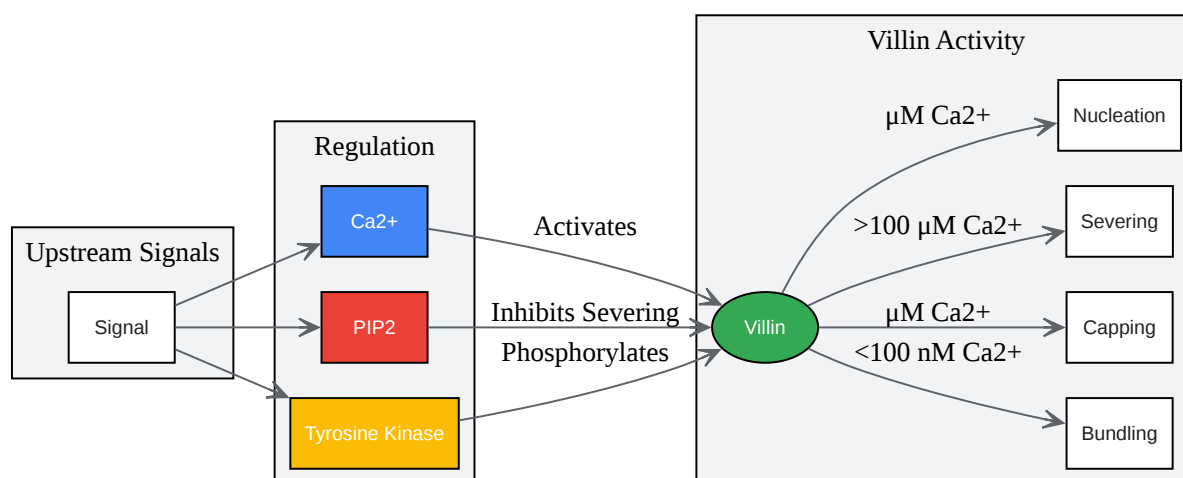 Upstream Signals
Signal
Regulation
Ca2+
PIP2
Tyrosine Kinase
Activates
Inhibits Severing
Phosphorylates
Villin Activity
Villin
μM Ca2+
>100 μM Ca2+
μM Ca2+
<100 nM Ca2+
Nucleation
Severing
Capping
Bundling